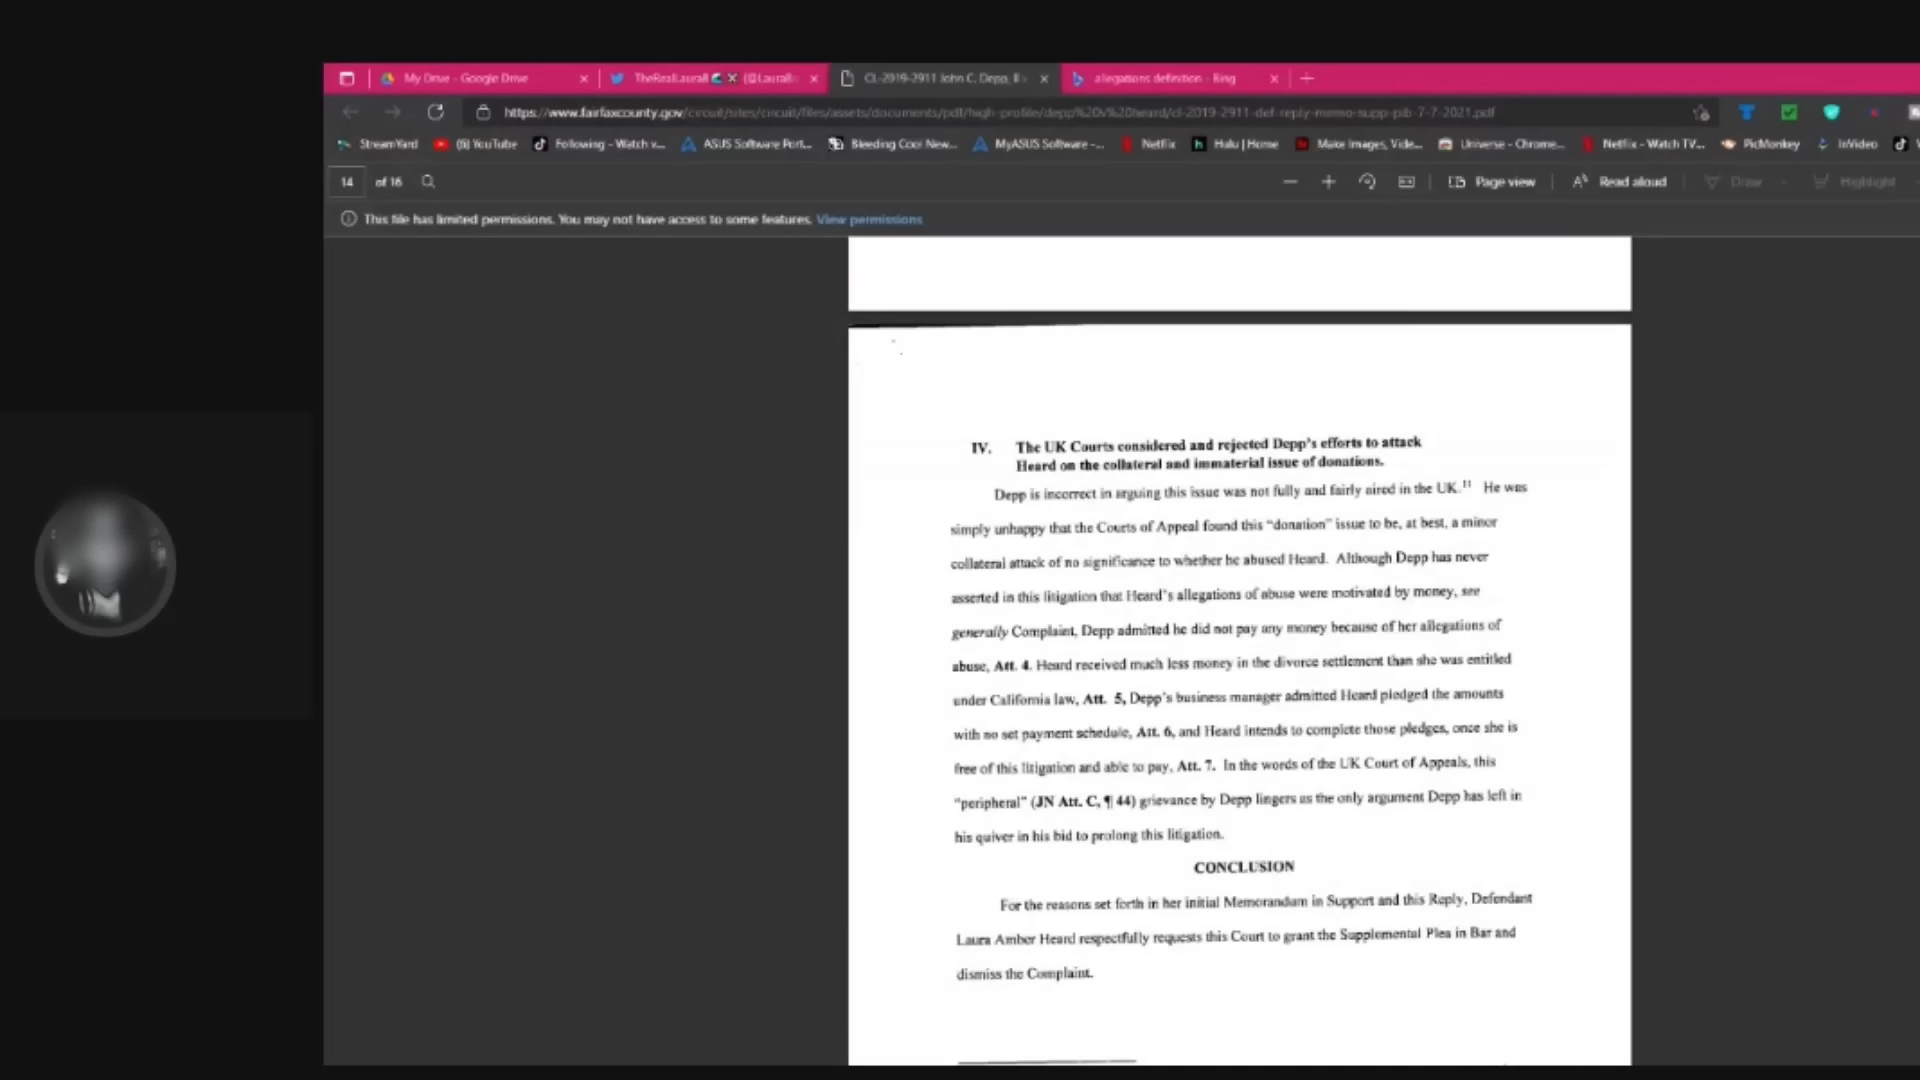 My Drive - Google Drive
TheRealLauraB
CL-2019-2911 John C. Depp, II
allegations definition - Bing
https://www.fairfaxcounty.gov/circuit/sites/circuit/files/assets/documents/pdf/high-profile/depp%20v%20heard/cl-2019-2911-def-reply-memo-supp-pib-7-7-2021.pdf
StreamYard
YouTube
Following - Watch v...
ASUS Software Port...
Bleeding Cool New...
MyASUS Software -...
Netflix
Hulu | Home
Make Images, Vide...
Universe - Chrome...
Netflix - Watch TV...
PicMonkey
InVideo
14 of 16
Page view
Read aloud
Draw
Highlight
This file has limited permissions. You may not have access to some features. View permissions
IV. The UK Courts considered and rejected Depp's efforts to attack
Heard on the collateral and immaterial issue of donations.
Depp is incorrect in arguing this issue was not fully and fairly aired in the UK.11 He was
simply unhappy that the Courts of Appeal found this "donation" issue to be, at best, a minor
collateral attack of no significance to whether he abused Heard. Although Depp has never
asserted in this litigation that Heard's allegations of abuse were motivated by money, see
generally Complaint, Depp admitted he did not pay any money because of her allegations of
abuse, Att. 4. Heard received much less money in the divorce settlement than she was entitled
under California law, Att. 5, Depp's business manager admitted Heard pledged the amounts
with no set payment schedule, Att. 6, and Heard intends to complete those pledges, once she is
free of this litigation and able to pay, Att. 7. In the words of the UK Court of Appeals, this
"peripheral" (JN Att. C, ¶ 44) grievance by Depp lingers as the only argument Depp has left in
his quiver in his bid to prolong this litigation.
CONCLUSION
For the reasons set forth in her initial Memorandum in Support and this Reply, Defendant
Laura Amber Heard respectfully requests this Court to grant the Supplemental Plea in Bar and
dismiss the Complaint.